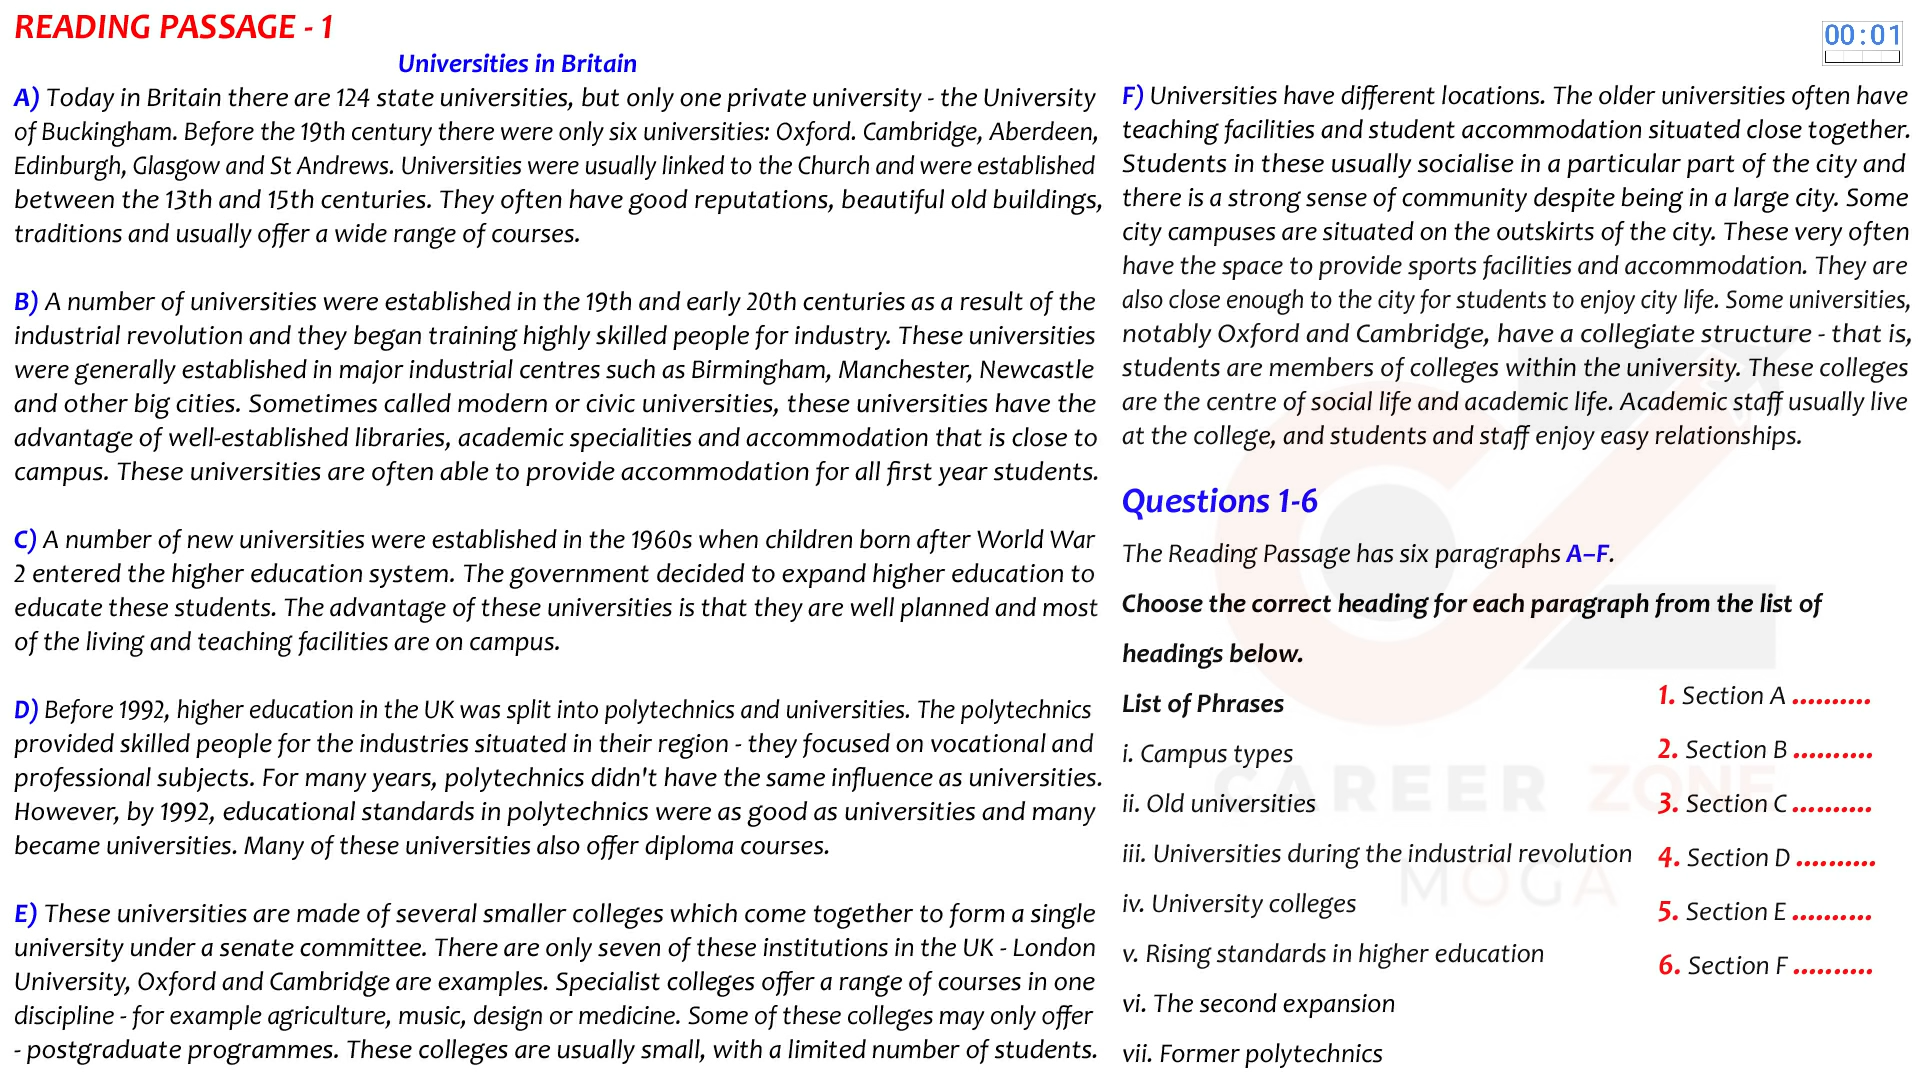 READING PASSAGE - 1
Universities in Britain
A) Today in Britain there are 124 state universities, but only one private university - the University
of Buckingham. Before the 19th century there were only six universities: Oxford. Cambridge, Aberdeen,
Edinburgh, Glasgow and St Andrews. Universities were usually linked to the Church and were established
between the 13th and 15th centuries. They often have good reputations, beautiful old buildings,
traditions and usually offer a wide range of courses.
B) A number of universities were established in the 19th and early 20th centuries as a result of the
industrial revolution and they began training highly skilled people for industry. These universities
were generally established in major industrial centres such as Birmingham, Manchester, Newcastle
and other big cities. Sometimes called modern or civic universities, these universities have the
advantage of well-established libraries, academic specialities and accommodation that is close to
campus. These universities are often able to provide accommodation for all first year students.
C) A number of new universities were established in the 1960s when children born after World War
2 entered the higher education system. The government decided to expand higher education to
educate these students. The advantage of these universities is that they are well planned and most
of the living and teaching facilities are on campus.
D) Before 1992, higher education in the UK was split into polytechnics and universities. The polytechnics
provided skilled people for the industries situated in their region - they focused on vocational and
professional subjects. For many years, polytechnics didn't have the same influence as universities.
However, by 1992, educational standards in polytechnics were as good as universities and many
became universities. Many of these universities also offer diploma courses.
E) These universities are made of several smaller colleges which come together to form a single
university under a senate committee. There are only seven of these institutions in the UK - London
University, Oxford and Cambridge are examples. Specialist colleges offer a range of courses in one
discipline - for example agriculture, music, design or medicine. Some of these colleges may only offer
- postgraduate programmes. These colleges are usually small, with a limited number of students.
00:01
F) Universities have different locations. The older universities often have
teaching facilities and student accommodation situated close together.
Students in these usually socialise in a particular part of the city and
there is a strong sense of community despite being in a large city. Some
city campuses are situated on the outskirts of the city. These very often
have the space to provide sports facilities and accommodation. They are
also close enough to the city for students to enjoy city life. Some universities,
notably Oxford and Cambridge, have a collegiate structure - that is,
students are members of colleges within the university. These colleges
are the centre of social life and academic life. Academic staff usually live
at the college, and students and staff enjoy easy relationships.
Questions 1-6
The Reading Passage has six paragraphs A–F.
Choose the correct heading for each paragraph from the list of
headings below.
List of Phrases
i. Campus types
ii. Old universities
iii. Universities during the industrial revolution
iv. University colleges
v. Rising standards in higher education
vi. The second expansion
vii. Former polytechnics
1. Section A ..........
2. Section B ..........
3. Section C ..........
4. Section D ..........
5. Section E ..........
6. Section F ..........
CAREER ZONE
MOGA